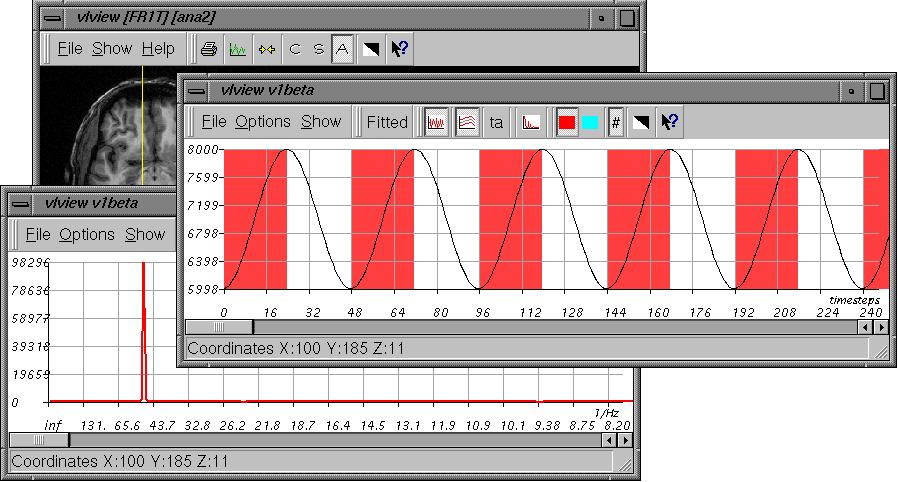 vlview [FR1T] [ana2]
File Show Help C S A ?
vlview v1beta
File Options Show Fitted ta # ?
8000
7599
7199
6798
6398
5998
timesteps
0 16 32 48 64 80 96 112 128 144 160 176 192 208 224 240
Coordinates X:100 Y:185 Z:11
vlview v1beta
File Options Show
98296
78636
58977
39318
19659
0
1/Hz
inf 131. 65.6 43.7 32.8 26.2 21.8 18.7 16.4 14.5 13.1 11.9 10.9 10.1 9.38 8.75 8.20
Coordinates X:100 Y:185 Z:11